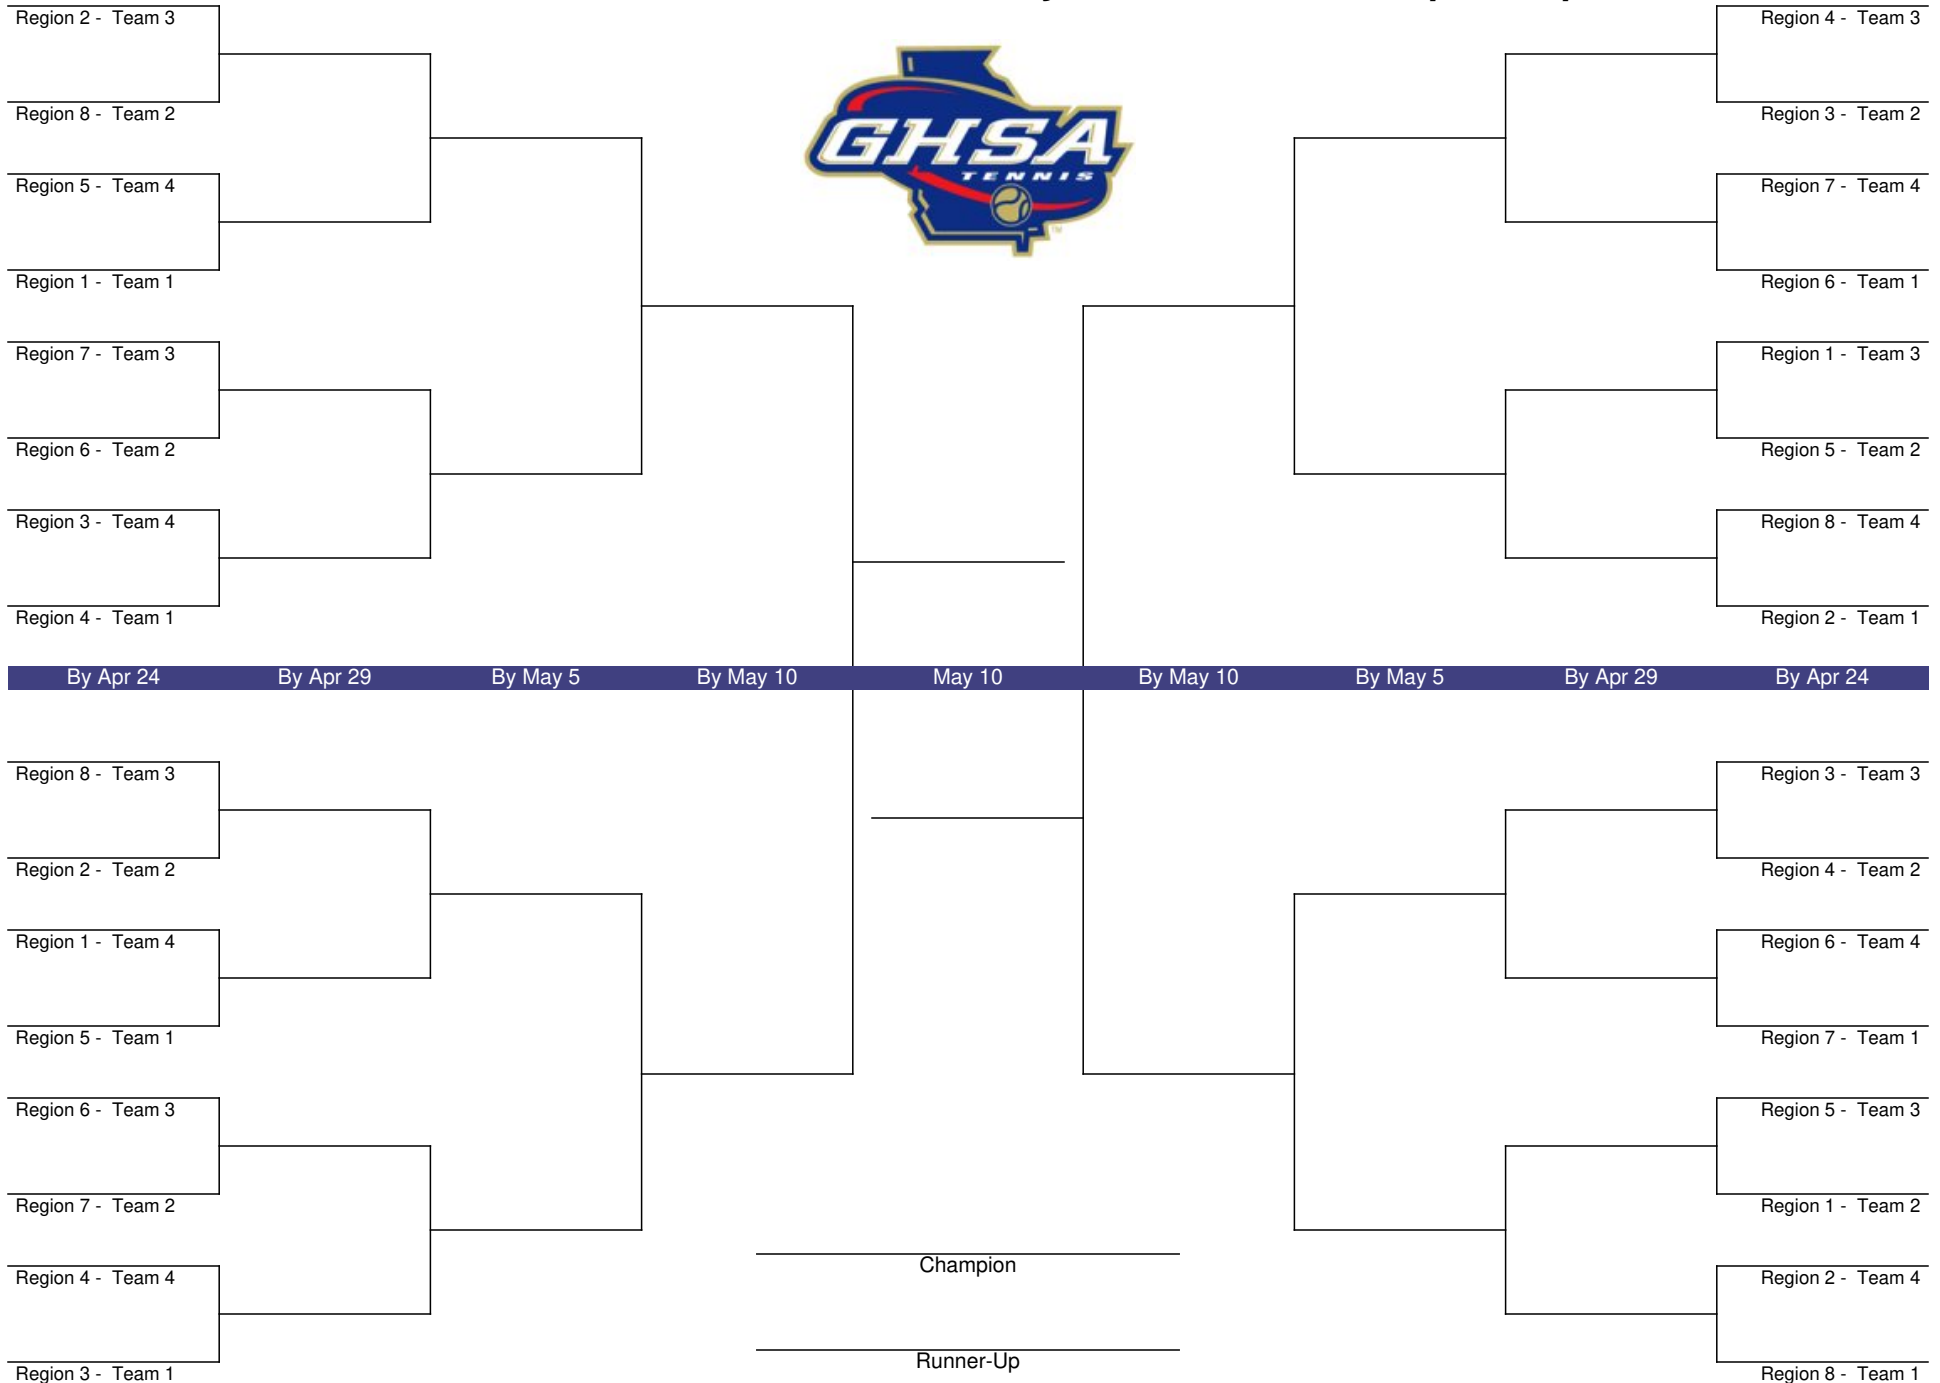 Region 2 - Team 3
Region 8 - Team 2
Region 5 - Team 4
Region 1 - Team 1
Region 7 - Team 3
Region 6 - Team 2
Region 3 - Team 4
Region 4 - Team 1
GHSA
TENNIS
TM
Region 4 - Team 3
Region 3 - Team 2
Region 7 - Team 4
Region 6 - Team 1
Region 1 - Team 3
Region 5 - Team 2
Region 8 - Team 4
Region 2 - Team 1
By Apr 24 By Apr 29 By May 5 By May 10 May 10 By May 10 By May 5 By Apr 29 By Apr 24
Region 8 - Team 3
Region 2 - Team 2
Region 1 - Team 4
Region 5 - Team 1
Region 6 - Team 3
Region 7 - Team 2
Region 4 - Team 4
Region 3 - Team 1
Champion
Runner-Up
Region 3 - Team 3
Region 4 - Team 2
Region 6 - Team 4
Region 7 - Team 1
Region 5 - Team 3
Region 1 - Team 2
Region 2 - Team 4
Region 8 - Team 1